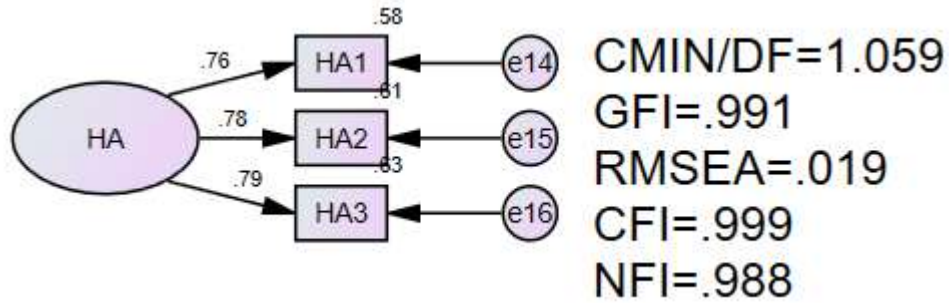 .58
.76
HA1
e14
.61
HA
.78
HA2
e15
.63
.79
HA3
e16
CMIN/DF=1.059
GFI=.991
RMSEA=.019
CFI=.999
NFI=.988